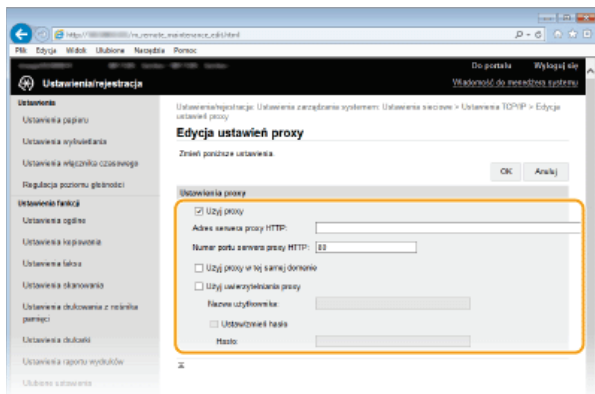 http://
/m_remote_maintenance_edit.html
Plik Edycja Widok Ulubione Narzędzia Pomoc
Do portalu Wyloguj się
Ustawienia/rejestracja
Wiadomość do menedżera systemu
Ustawienia
Ustawienia papieru
Ustawienia wyświetlania
Ustawienia włącznika czasowego
Regulacja poziomu głośności
Ustawienia funkcji
Ustawienia ogólne
Ustawienia kopiowania
Ustawienia faksu
Ustawienia skanowania
Ustawienia drukowania z nośnika
pamięci
Ustawienia drukarki
Ustawienia raportu wydruków
Ulubione ustawienia
Ustawienia/rejestracja: Ustawienia zarządzania systemem: Ustawienia sieciowe > Ustawienia TCP/IP > Edycja
ustawień proxy
Edycja ustawień proxy
Zmień poniższe ustawienia.
OK Anuluj
Ustawienia proxy
Użyj proxy
Adres serwera proxy HTTP:
Numer portu serwera proxy HTTP: 80
Użyj proxy w tej samej domenie
Użyj uwierzytelniania proxy
Nazwa użytkownika:
Ustaw/zmień hasło
Hasło: